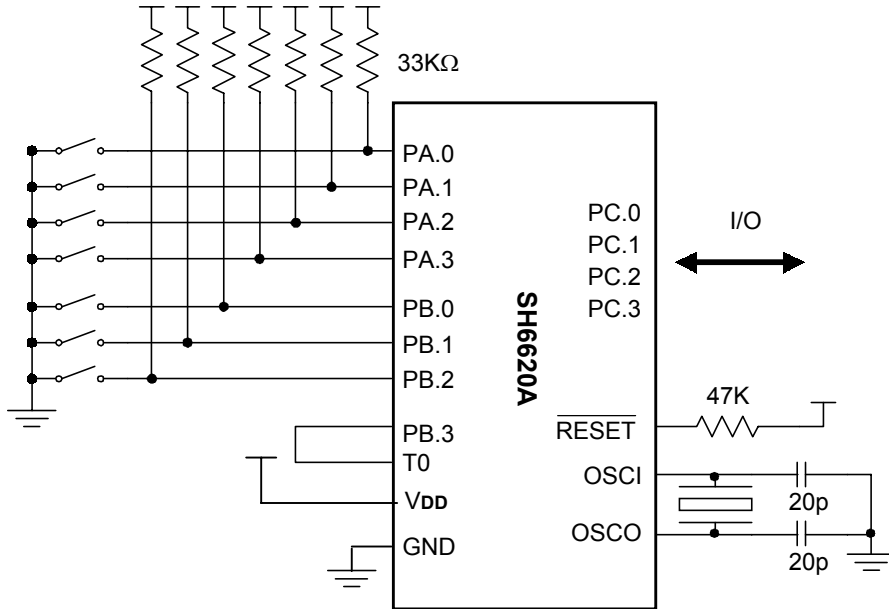 33KΩ
PA.0
PA.1
PA.2
PA.3
PB.0
PB.1
PB.2
PB.3
T0
VDD
GND
SH6620A
PC.0
PC.1
PC.2
PC.3
I/O
RESET
47K
OSCI
20p
OSCO
20p